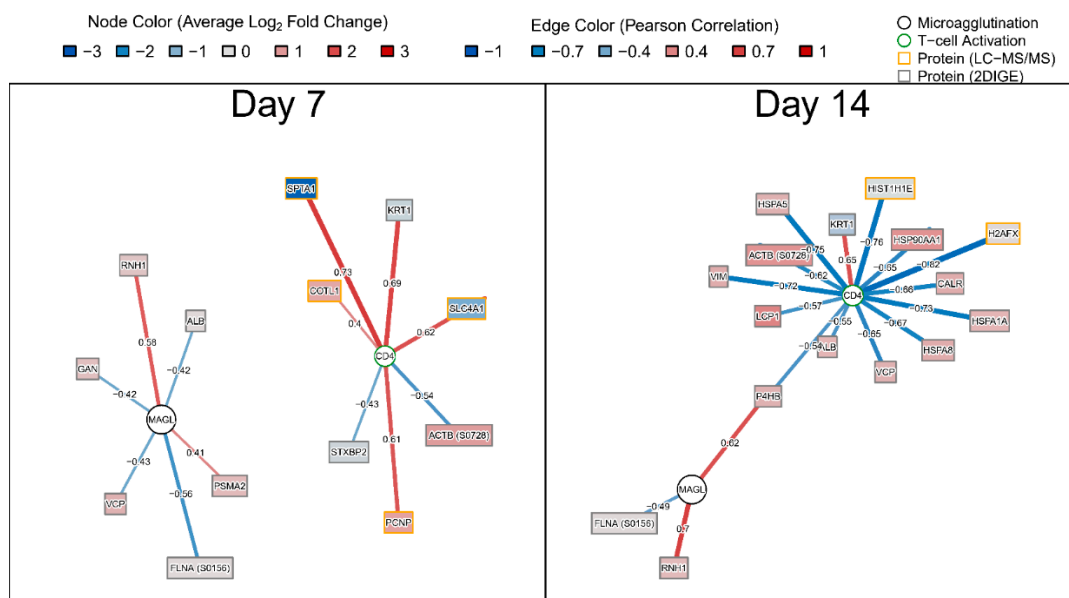 Node Color (Average Log₂ Fold Change)
−3 −2 −1 0 1 2 3
Edge Color (Pearson Correlation)
−1 −0.7 −0.4 0.4 0.7 1
Microagglutination
T−cell Activation
Protein (LC−MS/MS)
Protein (2DIGE)
Day 7
SPTA1
KRT1
RNH1
COTL1
SLC4A1
ALB
0.73
0.69
0.4
0.62
0.58
−0.42
GAN
CD4
−0.42
MAGL
−0.43
−0.54
−0.43
0.41
0.61
STXBP2
ACTB (S0728)
PSMA2
VCP
−0.56
PCNP
FLNA (S0156)
Day 14
HIST1H1E
HSPA5
KRT1
H2AFX
HSP90AA1
−0.75
−0.76
ACTB (S0728)
0.65
−0.65
−0.82
−0.62
VIM
−0.72
−0.66
CALR
CD4
−0.57
−0.73
LCP1
HSPA1A
−0.55
−0.67
−0.65
−0.54
ALB
HSPA8
VCP
P4HB
0.62
MAGL
−0.49
FLNA (S0156)
0.7
RNH1